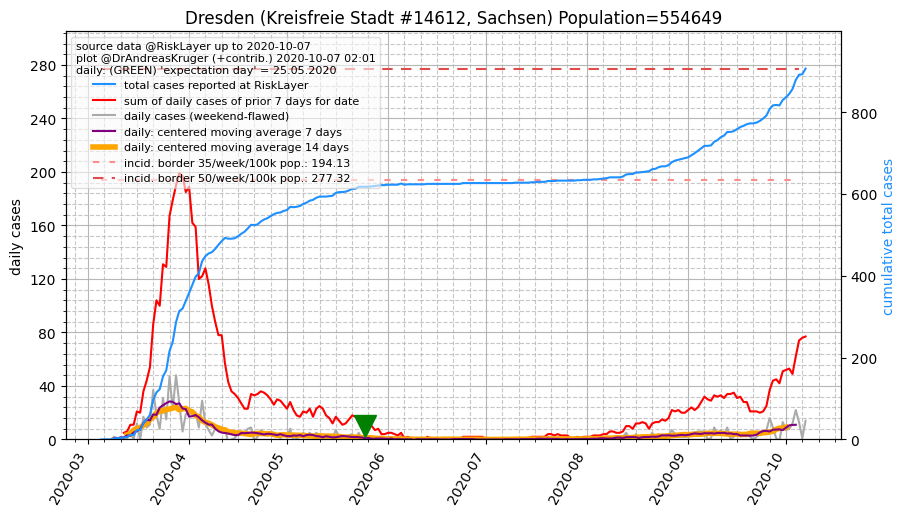 Dresden (Kreisfreie Stadt #14612, Sachsen) Population=554649
source data @RiskLayer up to 2020-10-07
plot @DrAndreasKruger (+contrib.) 2020-10-07 02:01
daily: (GREEN) 'expectation day' = 25.05.2020
total cases reported at RiskLayer
sum of daily cases of prior 7 days for date
daily cases (weekend-flawed)
daily: centered moving average 7 days
daily: centered moving average 14 days
incid. border 35/week/100k pop.: 194.13
incid. border 50/week/100k pop.: 277.32
daily cases
280
240
200
160
120
80
40
0
cumulative total cases
800
600
400
200
0
2020-03
2020-04
2020-05
2020-06
2020-07
2020-08
2020-09
2020-10